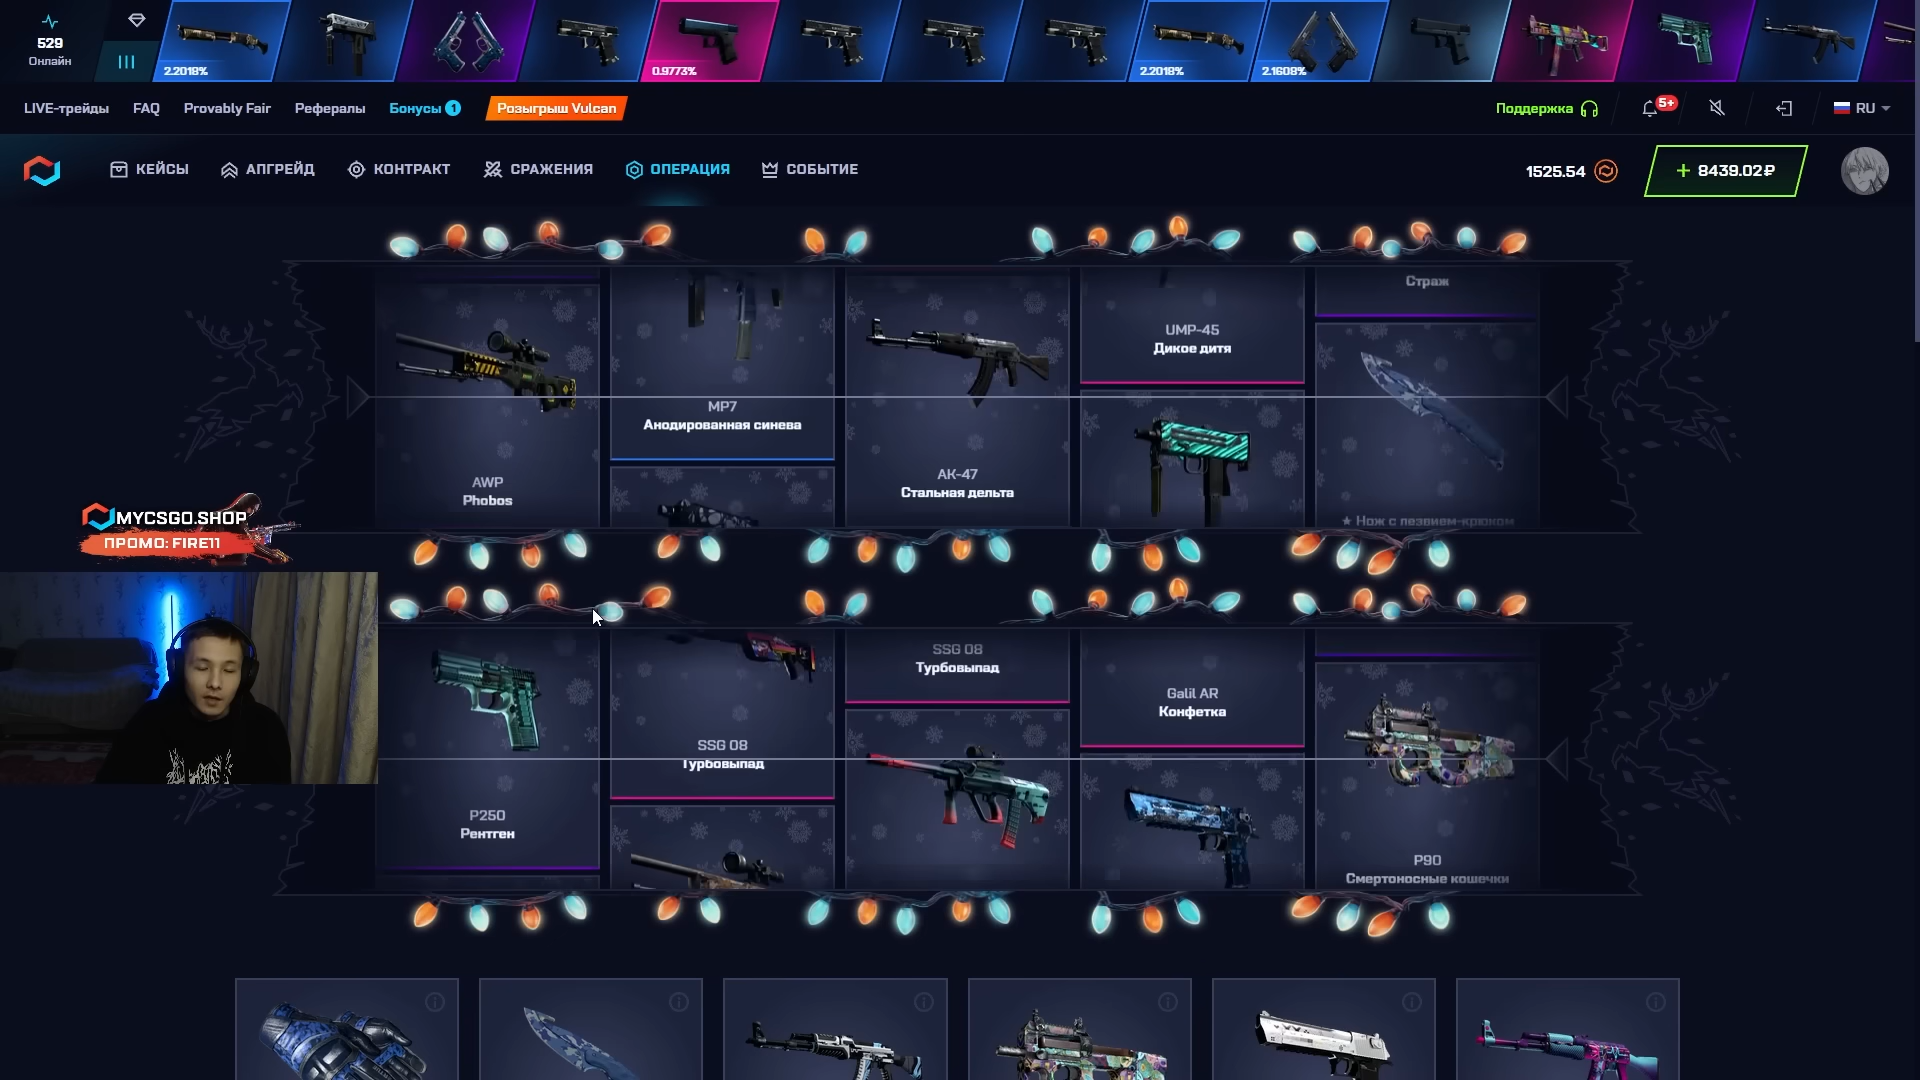 529
Онлайн
2.2018%
0.9773%
2.2018%
2.1608%
LIVE-трейды
FAQ
Provably Fair
Рефералы
Бонусы 1
Розыгрыш Vulcan
Поддержка
5+
RU
КЕЙСЫ
АПГРЕЙД
КОНТРАКТ
СРАЖЕНИЯ
ОПЕРАЦИЯ
СОБЫТИЕ
1525.54
+ 8439.02₽
AWP
Phobos
MP7
Анодированная синева
АК-47
Стальная дельта
UMP-45
Дикое дитя
Страж
★ Нож с лезвием-крюком
MYCSGO.SHOP
ПРОМО: FIRE11
P250
Рентген
SSG 08
Турбовыпад
SSG 08
Турбовыпад
Galil AR
Конфетка
P90
Смертоносные кошечки